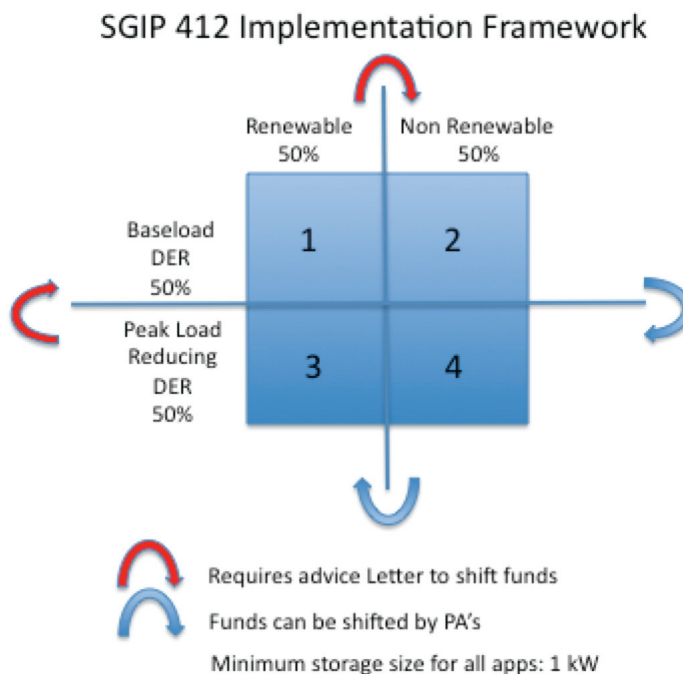 SGIP 412 Implementation Framework
Renewable
50%
Non Renewable
50%
Baseload
DER
50%
1
2
Peak Load
Reducing
DER
50%
3
4
Requires advice Letter to shift funds
Funds can be shifted by PA's
Minimum storage size for all apps: 1 kW